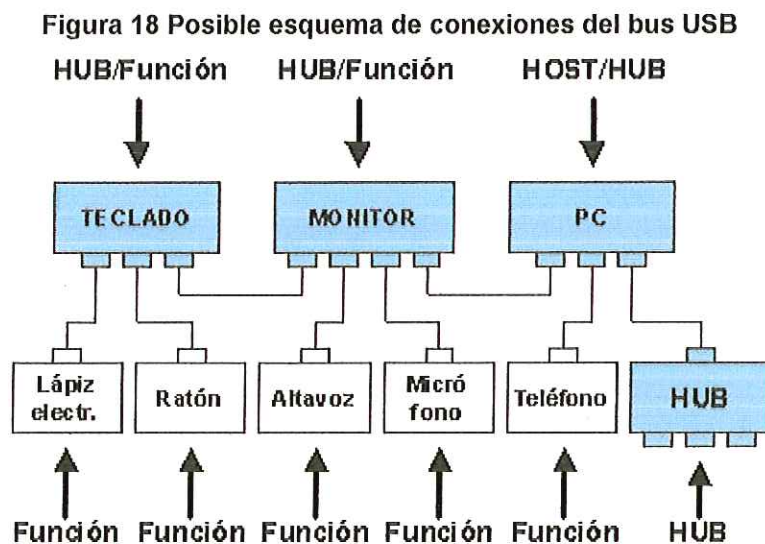 Figura 18 Posible esquema de conexiones del bus USB
HUB/Función HUB/Función HOST/HUB
TECLADO MONITOR PC
Lápiz
electr.
Ratón
Altavoz
Micró
fono
Teléfono
HUB
Función Función Función Función Función HUB